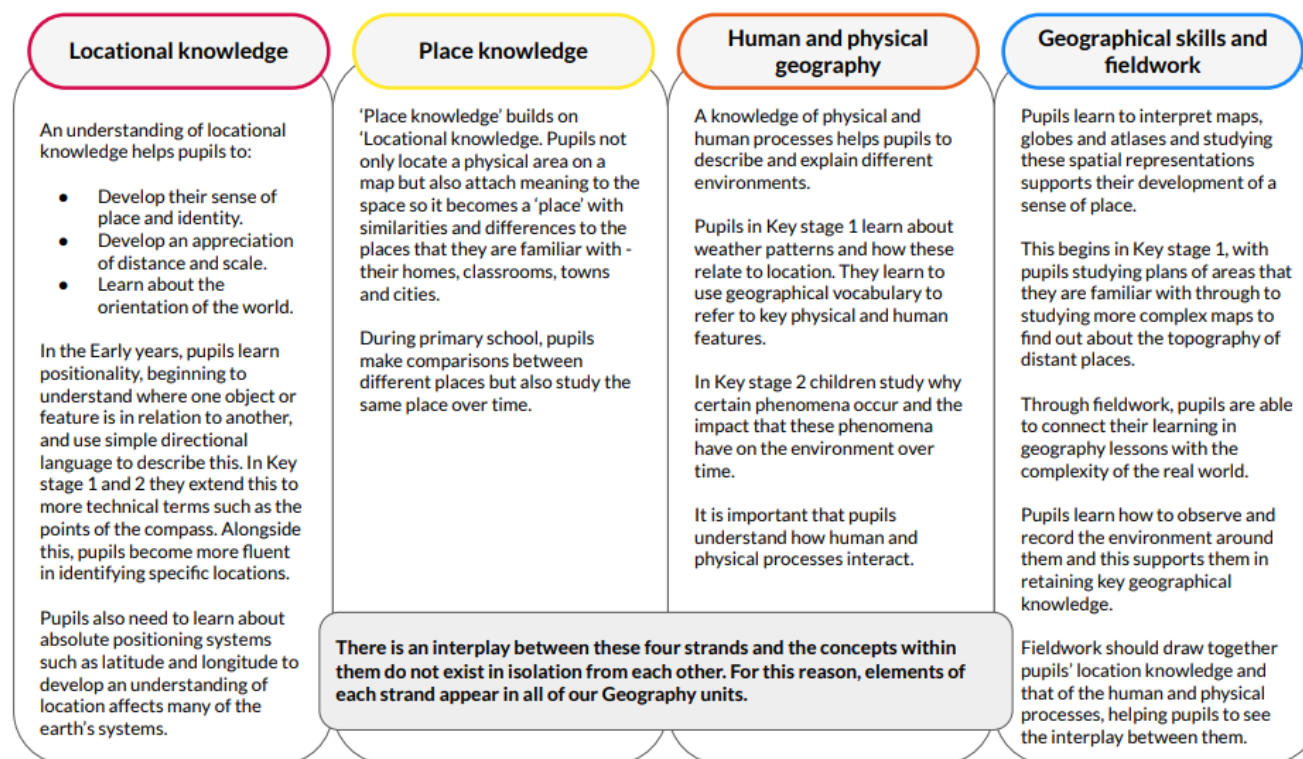 Locational knowledge
An understanding of locational
knowledge helps pupils to:
● Develop their sense of
place and identity.
● Develop an appreciation
of distance and scale.
● Learn about the
orientation of the world.
In the Early years, pupils learn
positionality, beginning to
understand where one object or
feature is in relation to another,
and use simple directional
language to describe this. In Key
stage 1 and 2 they extend this to
more technical terms such as the
points of the compass. Alongside
this, pupils become more fluent
in identifying specific locations.
Pupils also need to learn about
absolute positioning systems
such as latitude and longitude to
develop an understanding of
location affects many of the
earth's systems.
Place knowledge
'Place knowledge' builds on
'Locational knowledge. Pupils not
only locate a physical area on a
map but also attach meaning to the
space so it becomes a 'place' with
similarities and differences to the
places that they are familiar with -
their homes, classrooms, towns
and cities.
During primary school, pupils
make comparisons between
different places but also study the
same place over time.
Human and physical
geography
A knowledge of physical and
human processes helps pupils to
describe and explain different
environments.
Pupils in Key stage 1 learn about
weather patterns and how these
relate to location. They learn to
use geographical vocabulary to
refer to key physical and human
features.
In Key stage 2 children study why
certain phenomena occur and the
impact that these phenomena
have on the environment over
time.
It is important that pupils
understand how human and
physical processes interact.
Geographical skills and
fieldwork
Pupils learn to interpret maps,
globes and atlases and studying
these spatial representations
supports their development of a
sense of place.
This begins in Key stage 1, with
pupils studying plans of areas that
they are familiar with through to
studying more complex maps to
find out about the topography of
distant places.
Through fieldwork, pupils are able
to connect their learning in
geography lessons with the
complexity of the real world.
Pupils learn how to observe and
record the environment around
them and this supports them in
retaining key geographical
knowledge.
Fieldwork should draw together
pupils' location knowledge and
that of the human and physical
processes, helping pupils to see
the interplay between them.
There is an interplay between these four strands and the concepts within
them do not exist in isolation from each other. For this reason, elements of
each strand appear in all of our Geography units.